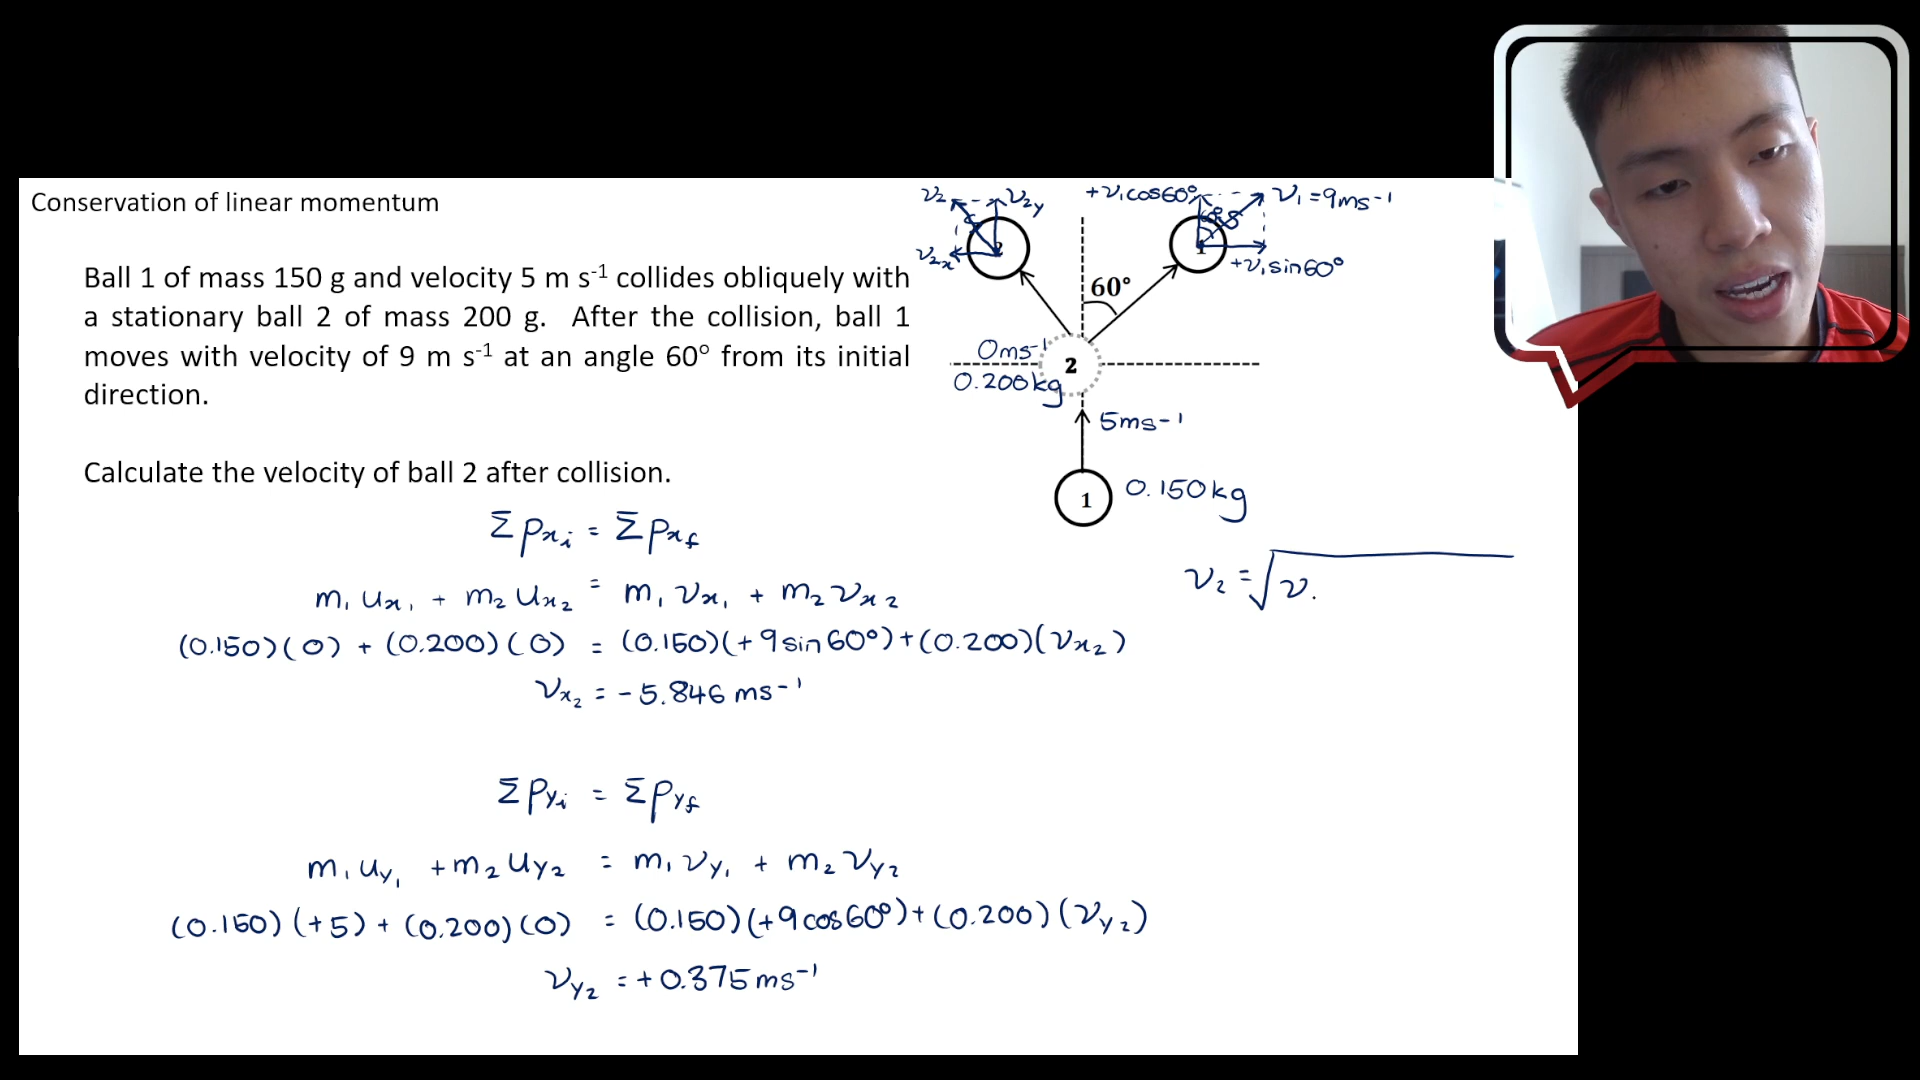 Conservation of linear momentum
Ball 1 of mass 150 g and velocity 5 m s⁻¹ collides obliquely with
a stationary ball 2 of mass 200 g. After the collision, ball 1
moves with velocity of 9 m s⁻¹ at an angle 60° from its initial
direction.
Calculate the velocity of ball 2 after collision.
v₂
v₂y
v₂ₓ
+v₁cos60°
v₁=9ms⁻¹
+v₁sin60°
1
60°
0ms⁻¹
0.200kg
2
5ms⁻¹
1
0.150kg
Σpxi = Σpxf
m₁ux₁ + m₂ux₂ = m₁vx₁ + m₂vx₂
(0.150)(0) + (0.200)(0) = (0.150)(+9sin60°)+(0.200)(vx₂)
vx₂ = -5.846 ms⁻¹
Σpyi = Σpyf
m₁uy₁ + m₂uy₂ = m₁vy₁ + m₂vy₂
(0.150)(+5) + (0.200)(0) = (0.150)(+9cos60°)+(0.200)(vy₂)
vy₂ = +0.375ms⁻¹
v₂ = √v.